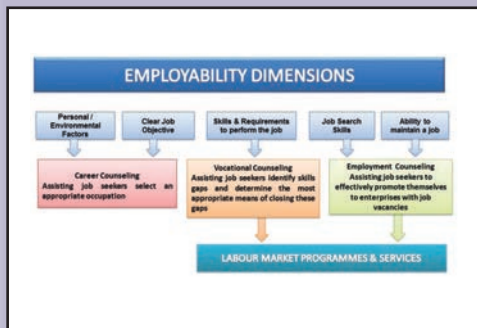 EMPLOYABILITY DIMENSIONS
Personal /
Environmental
Factors
Clear Job
Objective
Skills & Requirements
to perform the job
Job Search
Skills
Ability to
maintain a job
Career Counseling
Assisting job seekers select an
appropriate occupation
Vocational Counseling
Assisting job seekers identify skills
gaps and determine the most
appropriate means of closing these
gaps
Employment Counseling
Assisting job seekers to
effectively promote themselves
to enterprises with job
vacancies
LABOUR MARKET PROGRAMMES & SERVICES